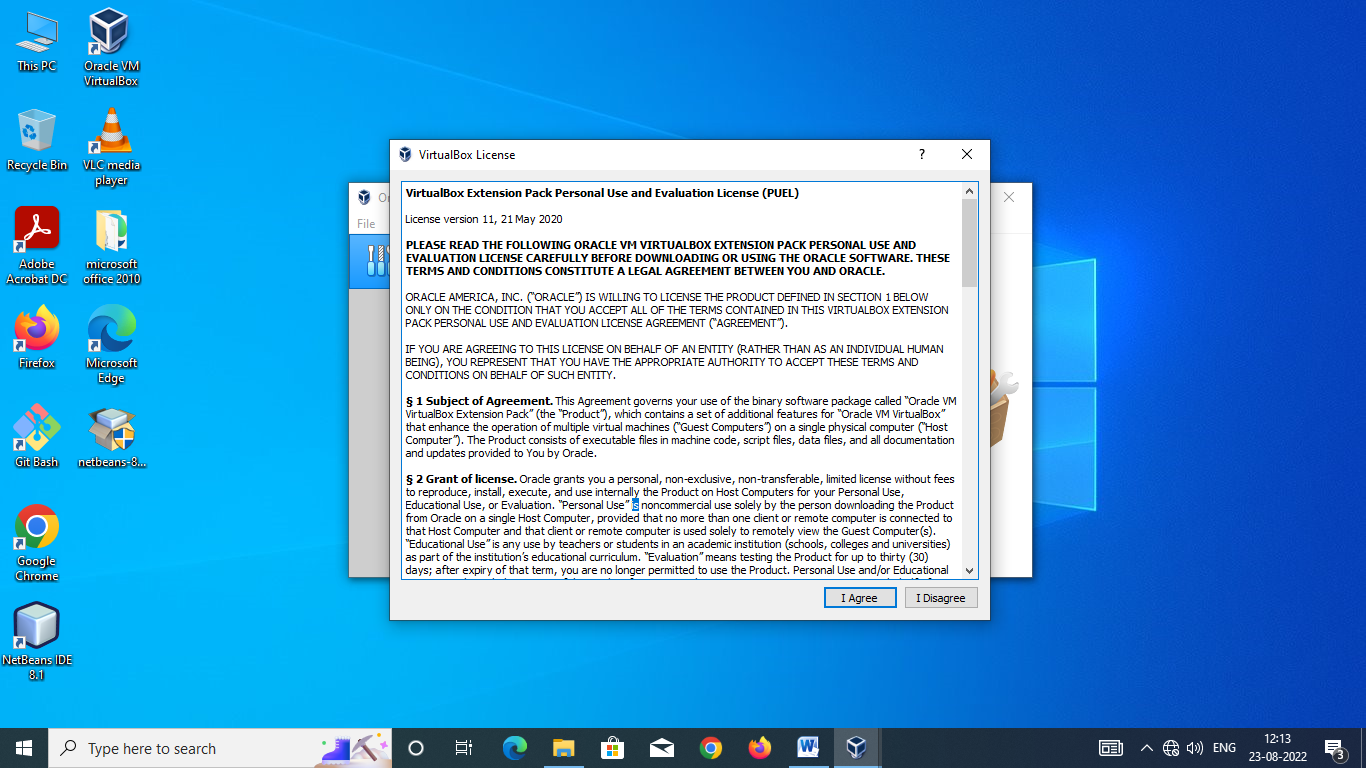 This PC
Oracle VM
VirtualBox
Recycle Bin
VLC media
player
Adobe
Acrobat DC
microsoft
office 2010
Firefox
Microsoft
Edge
Git Bash
netbeans-8...
Google
Chrome
NetBeans IDE
8.1
File
VirtualBox License
?
VirtualBox Extension Pack Personal Use and Evaluation License (PUEL)
License version 11, 21 May 2020
PLEASE READ THE FOLLOWING ORACLE VM VIRTUALBOX EXTENSION PACK PERSONAL USE AND
EVALUATION LICENSE CAREFULLY BEFORE DOWNLOADING OR USING THE ORACLE SOFTWARE. THESE
TERMS AND CONDITIONS CONSTITUTE A LEGAL AGREEMENT BETWEEN YOU AND ORACLE.
ORACLE AMERICA, INC. (“ORACLE”) IS WILLING TO LICENSE THE PRODUCT DEFINED IN SECTION 1 BELOW
ONLY ON THE CONDITION THAT YOU ACCEPT ALL OF THE TERMS CONTAINED IN THIS VIRTUALBOX EXTENSION
PACK PERSONAL USE AND EVALUATION LICENSE AGREEMENT (“AGREEMENT”).
IF YOU ARE AGREEING TO THIS LICENSE ON BEHALF OF AN ENTITY (RATHER THAN AS AN INDIVIDUAL HUMAN
BEING), YOU REPRESENT THAT YOU HAVE THE APPROPRIATE AUTHORITY TO ACCEPT THESE TERMS AND
CONDITIONS ON BEHALF OF SUCH ENTITY.
§ 1 Subject of Agreement. This Agreement governs your use of the binary software package called “Oracle VM
VirtualBox Extension Pack” (the “Product”), which contains a set of additional features for “Oracle VM VirtualBox”
that enhance the operation of multiple virtual machines (“Guest Computers”) on a single physical computer (“Host
Computer”). The Product consists of executable files in machine code, script files, data files, and all documentation
and updates provided to You by Oracle.
§ 2 Grant of license. Oracle grants you a personal, non-exclusive, non-transferable, limited license without fees
to reproduce, install, execute, and use internally the Product on Host Computers for your Personal Use,
Educational Use, or Evaluation. “Personal Use” is noncommercial use solely by the person downloading the Product
from Oracle on a single Host Computer, provided that no more than one client or remote computer is connected to
that Host Computer and that client or remote computer is used solely to remotely view the Guest Computer(s).
“Educational Use” is any use by teachers or students in an academic institution (schools, colleges and universities)
as part of the institution’s educational curriculum. “Evaluation” means testing the Product for up to thirty (30)
days; after expiry of that term, you are no longer permitted to use the Product. Personal Use and/or Educational
I Agree
I Disagree
Type here to search
ENG
12:13
23-08-2022
3